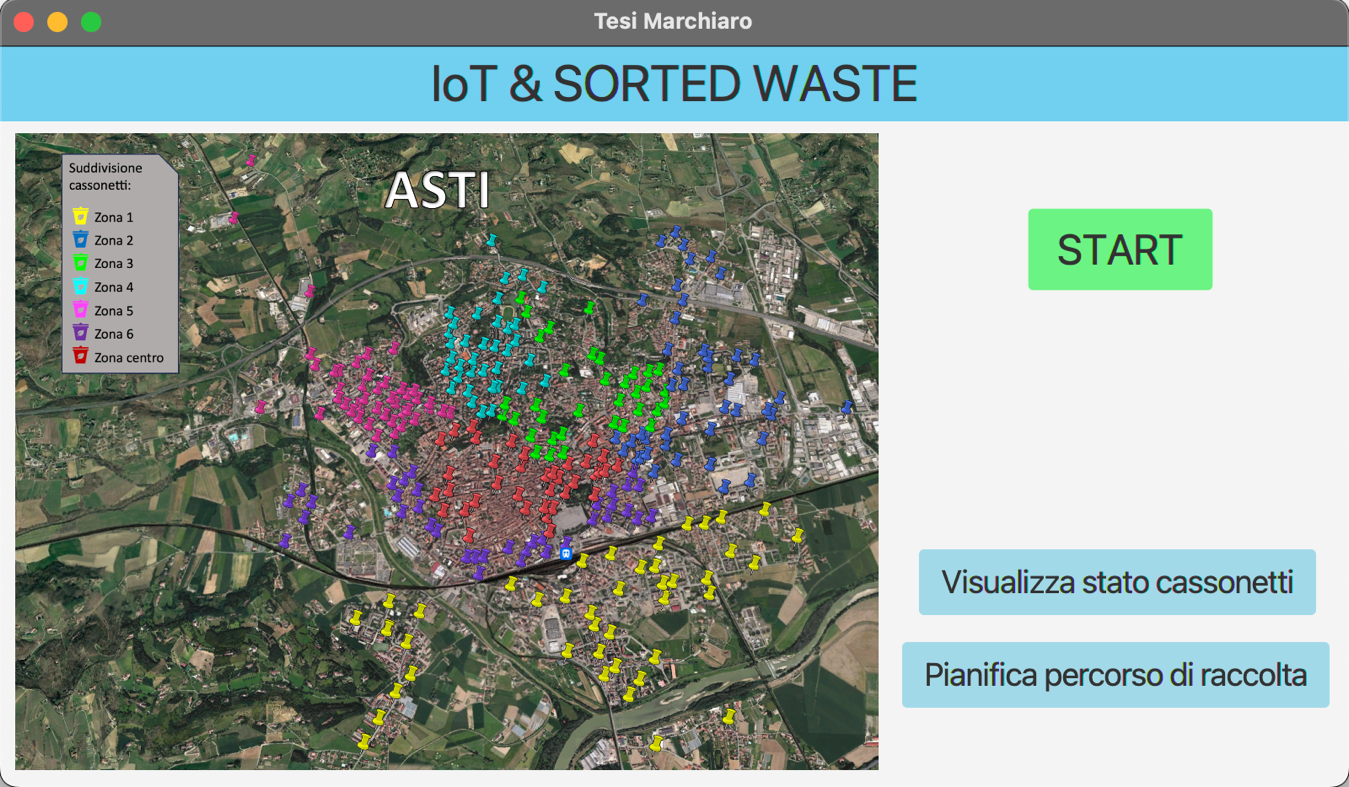 Tesi Marchiaro
IoT & SORTED WASTE
Suddivisione
cassonetti:
Zona 1
Zona 2
Zona 3
Zona 4
Zona 5
Zona 6
Zona centro
ASTI
START
Visualizza stato cassonetti
Pianifica percorso di raccolta